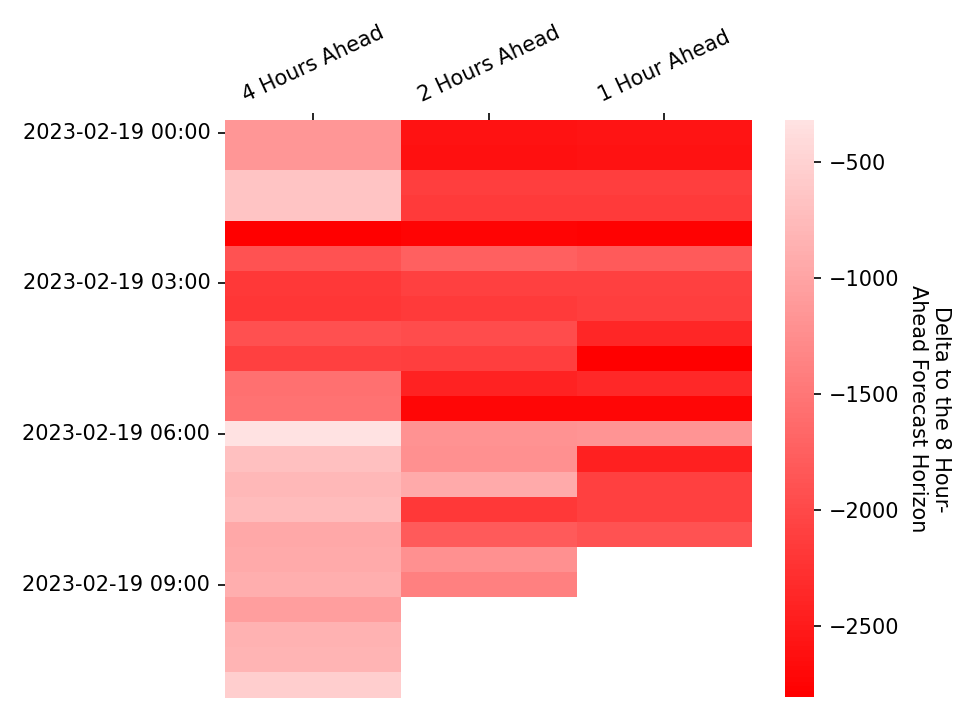 4 Hours Ahead
2 Hours Ahead
1 Hour Ahead
2023-02-19 00:00
2023-02-19 03:00
2023-02-19 06:00
2023-02-19 09:00
−500
−1000
−1500
−2000
−2500
Delta to the 8 Hour-
Ahead Forecast Horizon